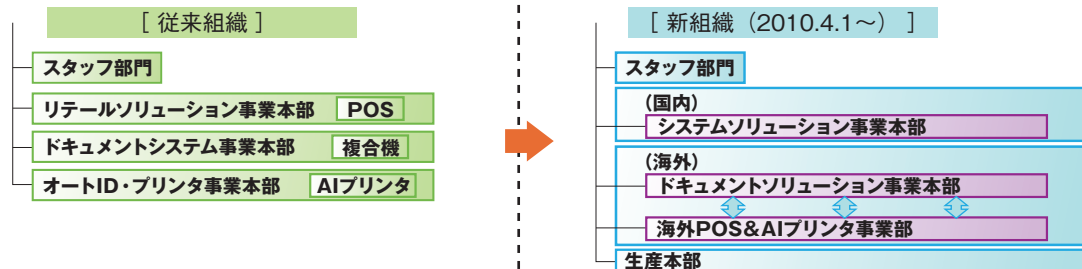 [ 従来組織 ]
スタッフ部門
リテールソリューション事業本部 POS
ドキュメントシステム事業本部 複合機
オートID・プリンタ事業本部 AIプリンタ
[ 新組織（2010.4.1～） ]
スタッフ部門
(国内)
システムソリューション事業本部
(海外)
ドキュメントソリューション事業本部
海外POS&AIプリンタ事業部
生産本部